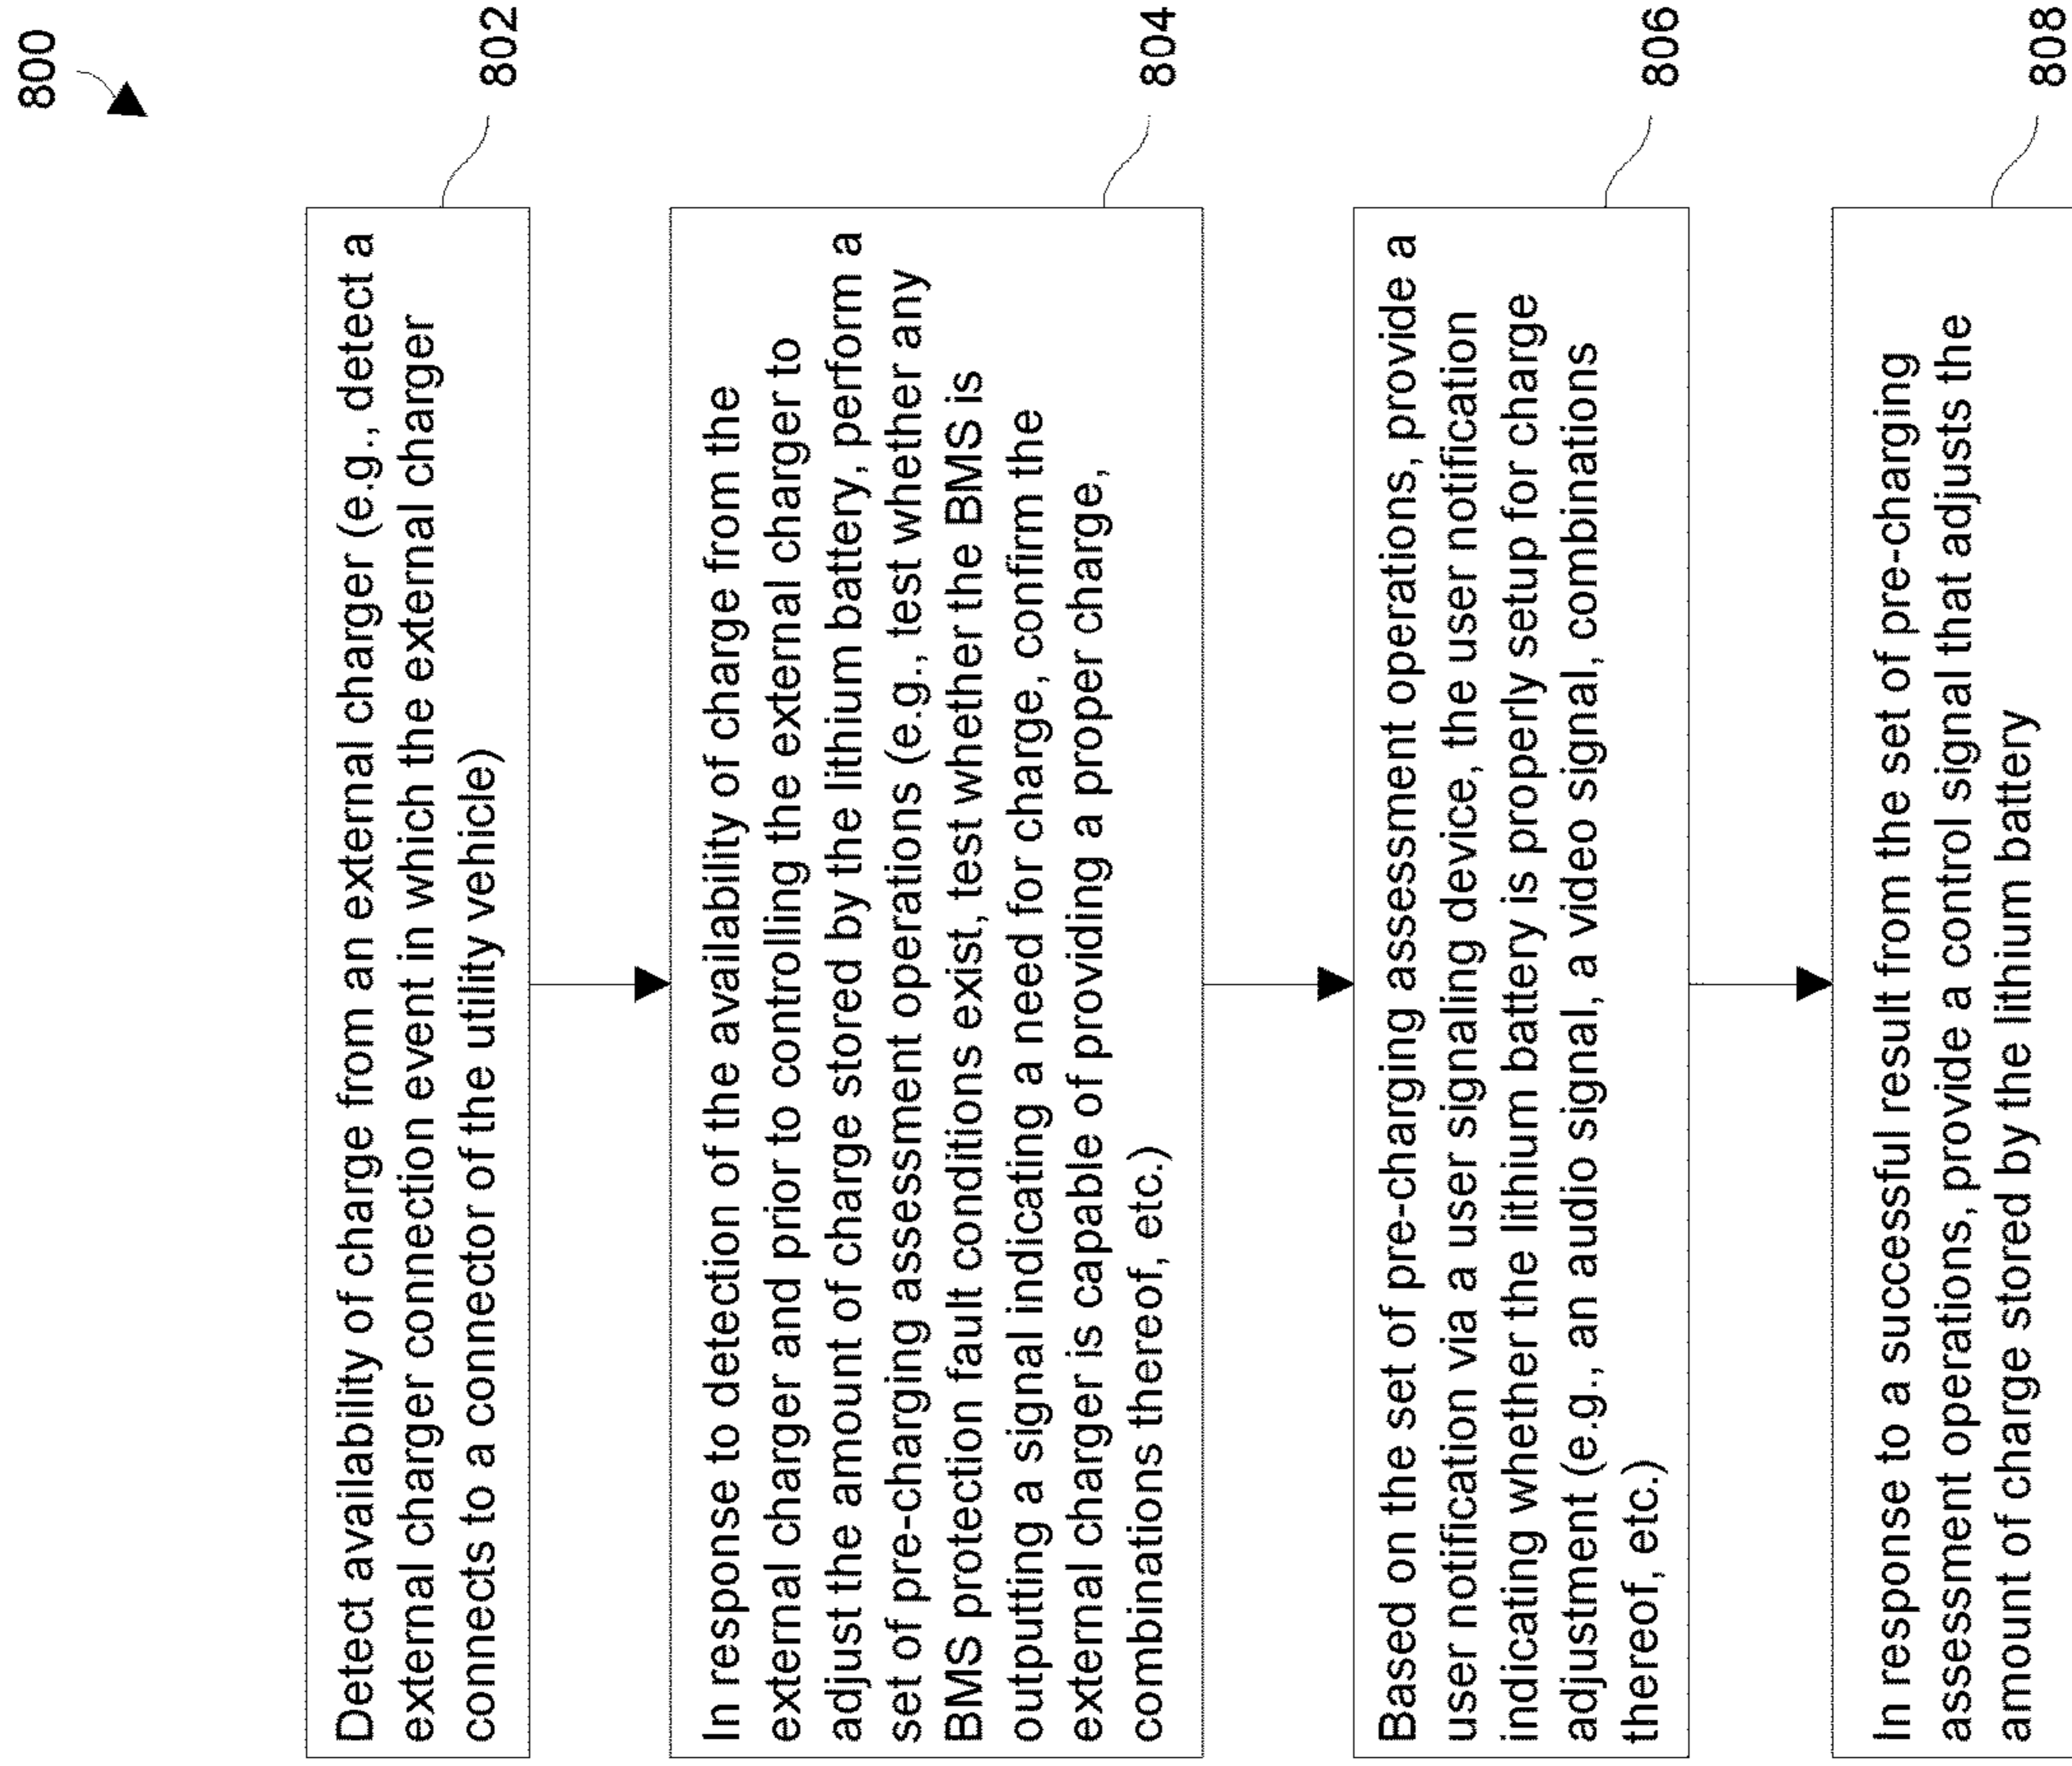 800
Detect availability of charge from an external charger (e.g., detect a
external charger connection event in which the external charger
connects to a connector of the utility vehicle)
802
In response to detection of the availability of charge from the
external charger and prior to controlling the external charger to
adjust the amount of charge stored by the lithium battery, perform a
set of pre-charging assessment operations (e.g., test whether any
BMS protection fault conditions exist, test whether the BMS is
outputting a signal indicating a need for charge, confirm the
external charger is capable of providing a proper charge,
combinations thereof, etc.)
804
Based on the set of pre-charging assessment operations, provide a
user notification via a user signaling device, the user notification
indicating whether the lithium battery is properly setup for charge
adjustment (e.g., an audio signal, a video signal, combinations
thereof, etc.)
806
In response to a successful result from the set of pre-charging
assessment operations, provide a control signal that adjusts the
amount of charge stored by the lithium battery
808